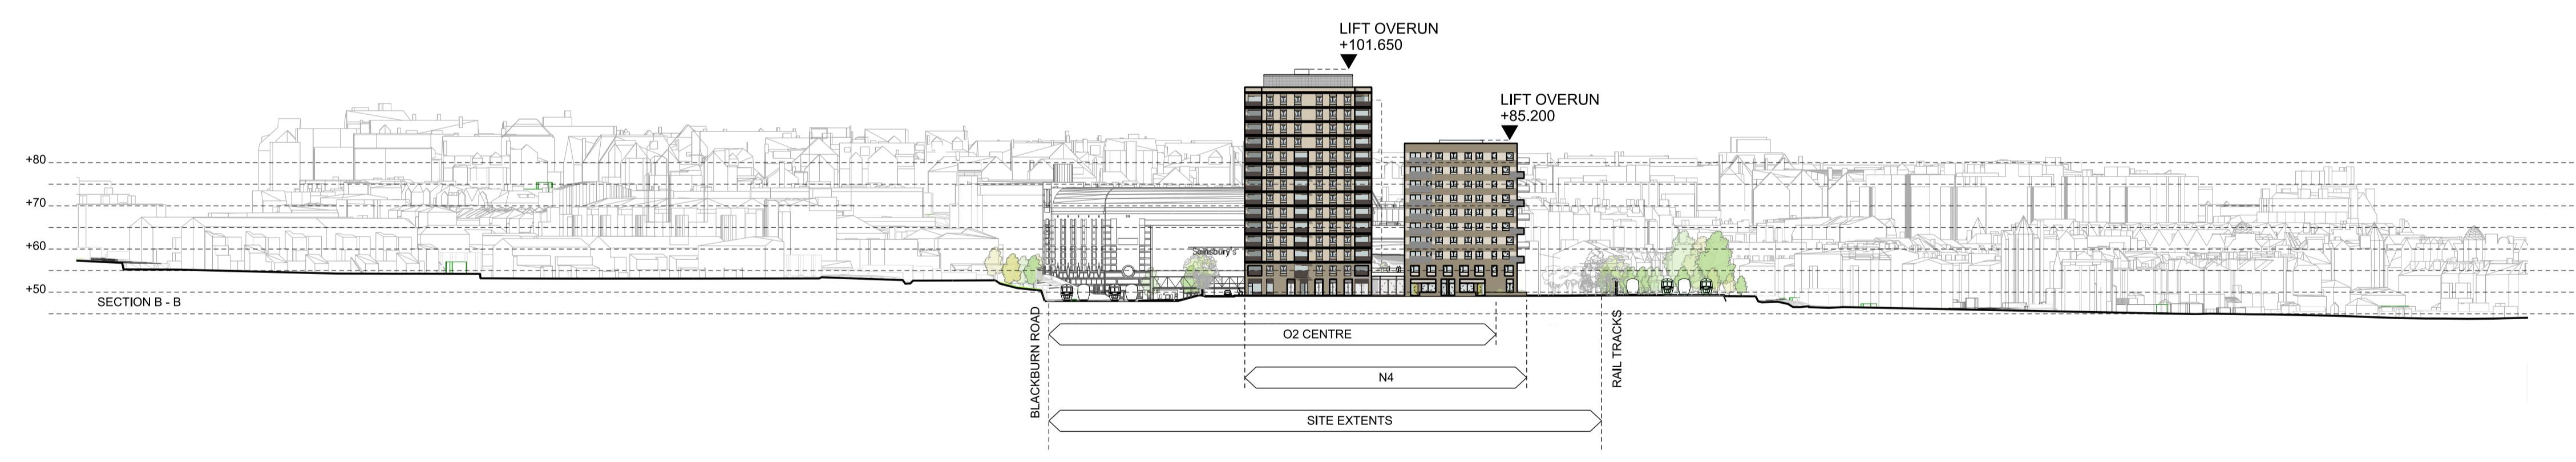 LIFT OVERUN
+101.650
LIFT OVERUN
+85.200
+80
+70
+60
+50
Sainsbury's
SECTION B - B
BLACKBURN ROAD
O2 CENTRE
RAIL TRACKS
N4
SITE EXTENTS